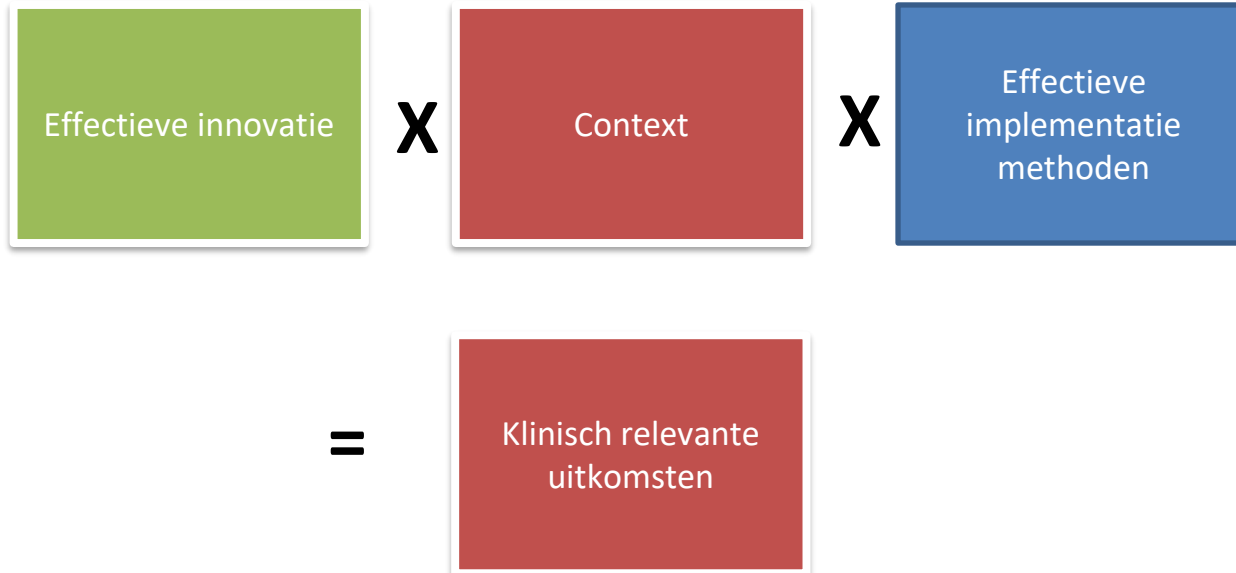 Effectieve innovatie
X
Context
X
Effectieve
implementatie
methoden
=
Klinisch relevante
uitkomsten